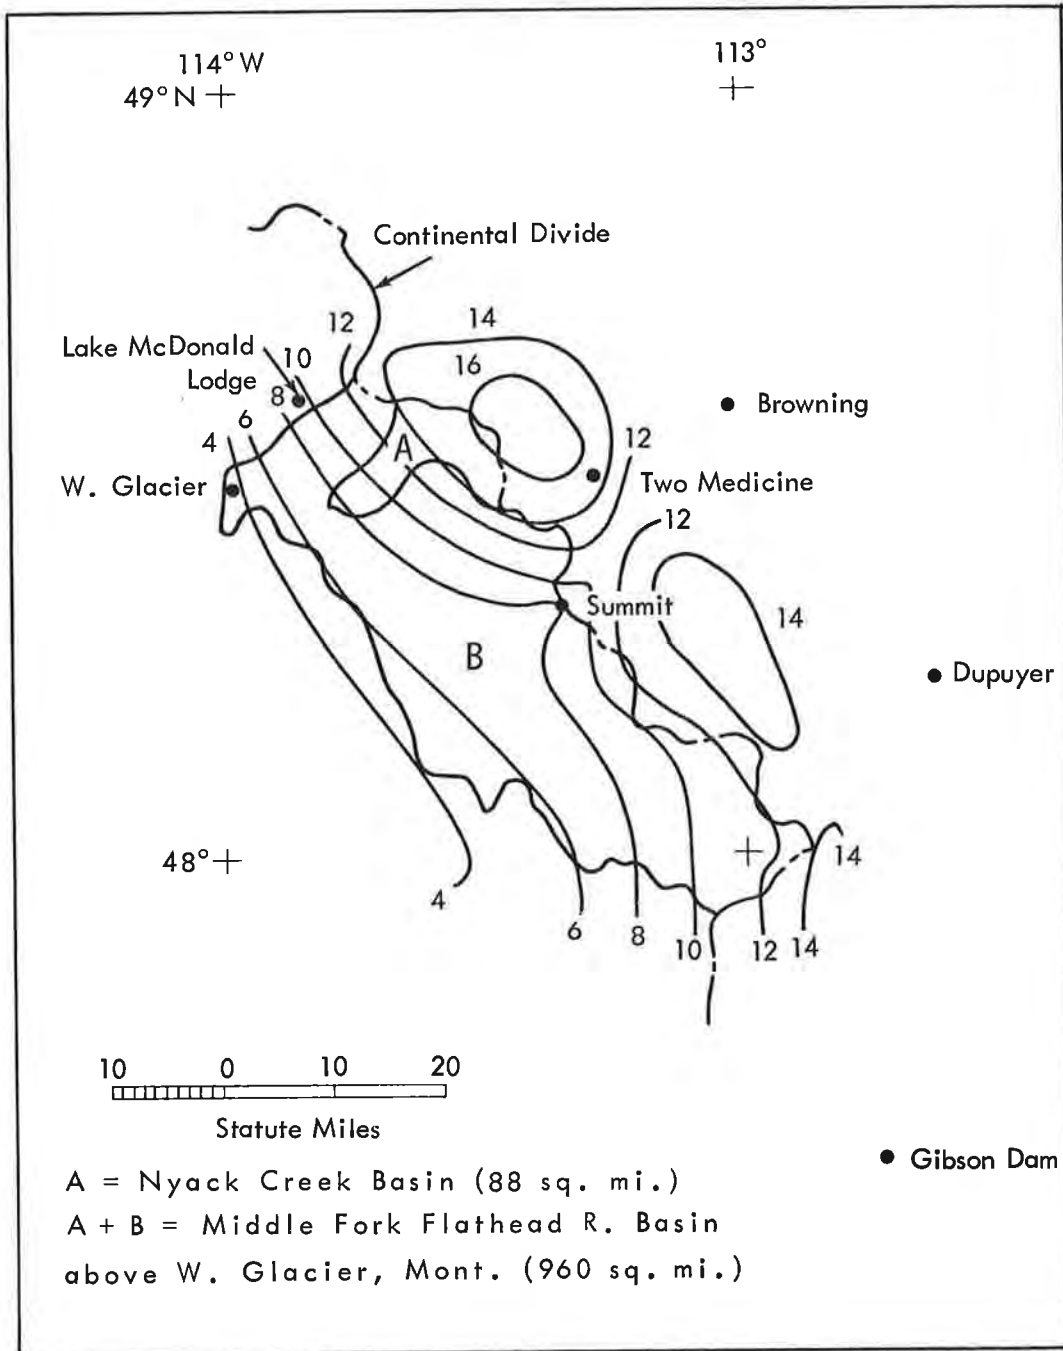 114° W
113°
49° N
Continental Divide
12
14
Lake McDonald
Lodge
10
16
8
6
4
A
Browning
12
W. Glacier
Two Medicine
12
Summit
14
B
Dupuyer
48°
14
4
6
8
10
12
14
10 0 10 20
Statute Miles
Gibson Dam
A = Nyack Creek Basin (88 sq. mi.)
A + B = Middle Fork Flathead R. Basin
above W. Glacier, Mont. (960 sq. mi.)